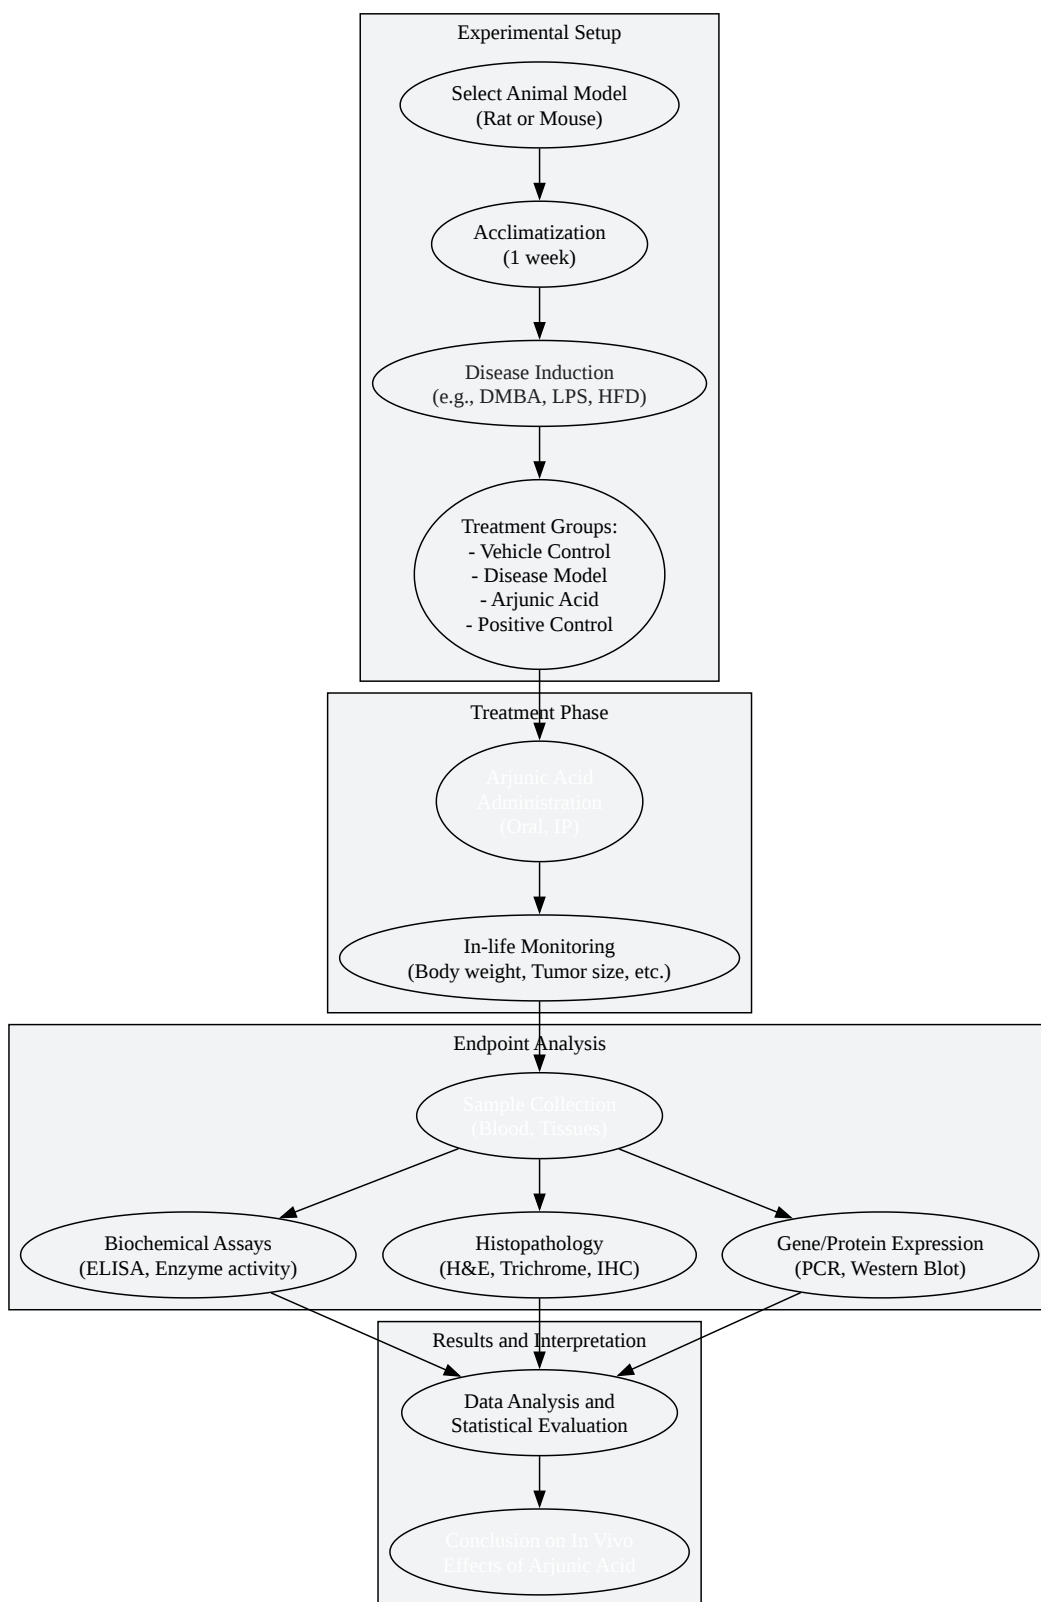 Experimental Setup
Select Animal Model
(Rat or Mouse)
Acclimatization
(1 week)
Disease Induction
(e.g., DMBA, LPS, HFD)
Treatment Groups:
- Vehicle Control
- Disease Model
- Arjunic Acid
- Positive Control
Treatment Phase
Arjunic Acid
Administration
(Oral, IP)
In-life Monitoring
(Body weight, Tumor size, etc.)
Endpoint Analysis
Sample Collection
(Blood, Tissues)
Biochemical Assays
(ELISA, Enzyme activity)
Histopathology
(H&E, Trichrome, IHC)
Gene/Protein Expression
(PCR, Western Blot)
Results and Interpretation
Data Analysis and
Statistical Evaluation
Conclusion on In Vivo
Effects of Arjunic Acid